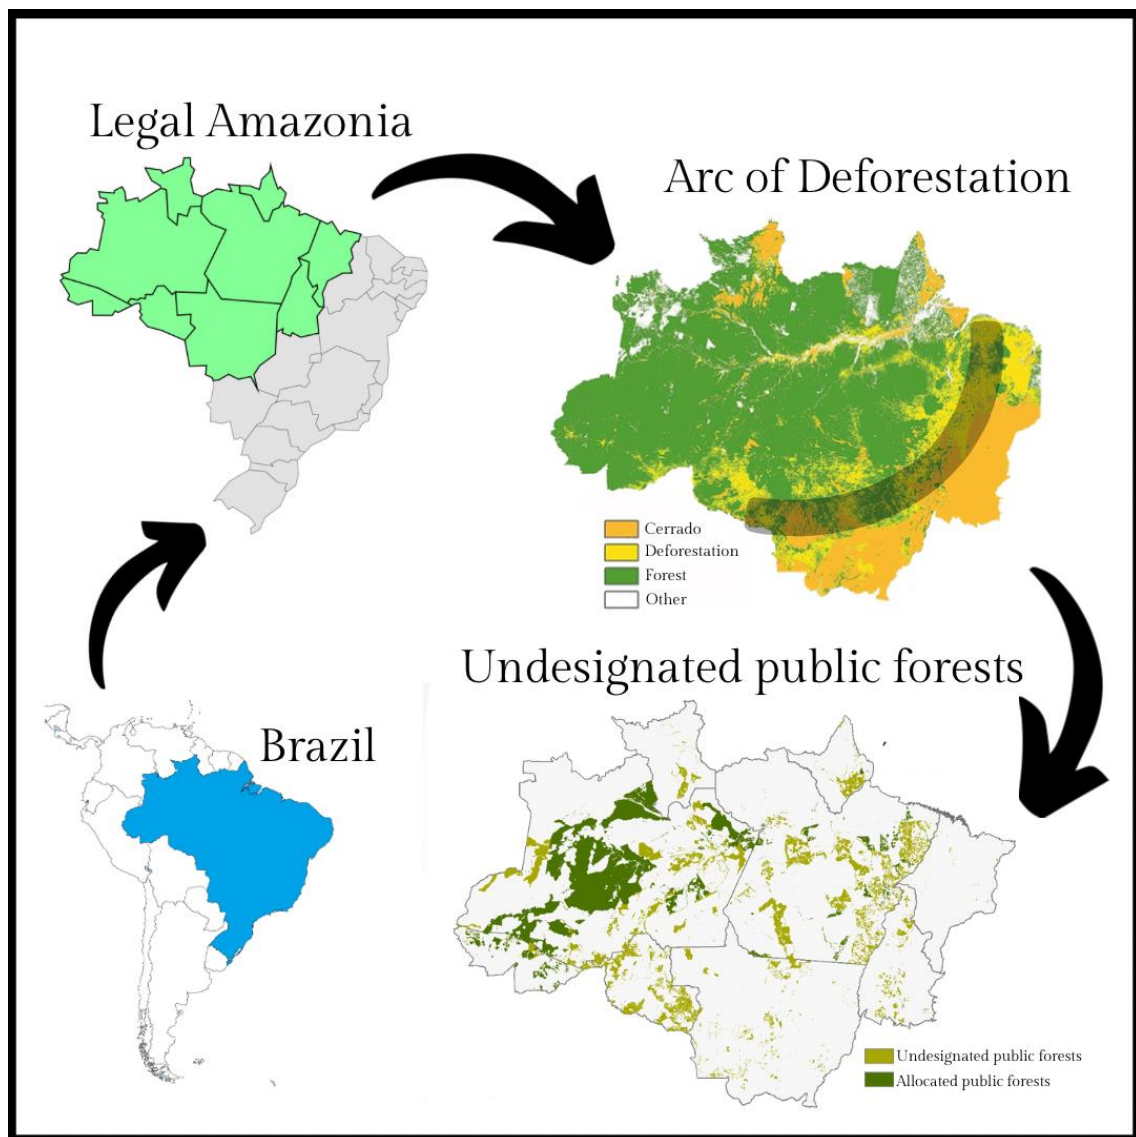 Legal Amazonia
Arc of Deforestation
Cerrado
Deforestation
Forest
Other
Undesignated public forests
Brazil
Undesignated public forests
Allocated public forests